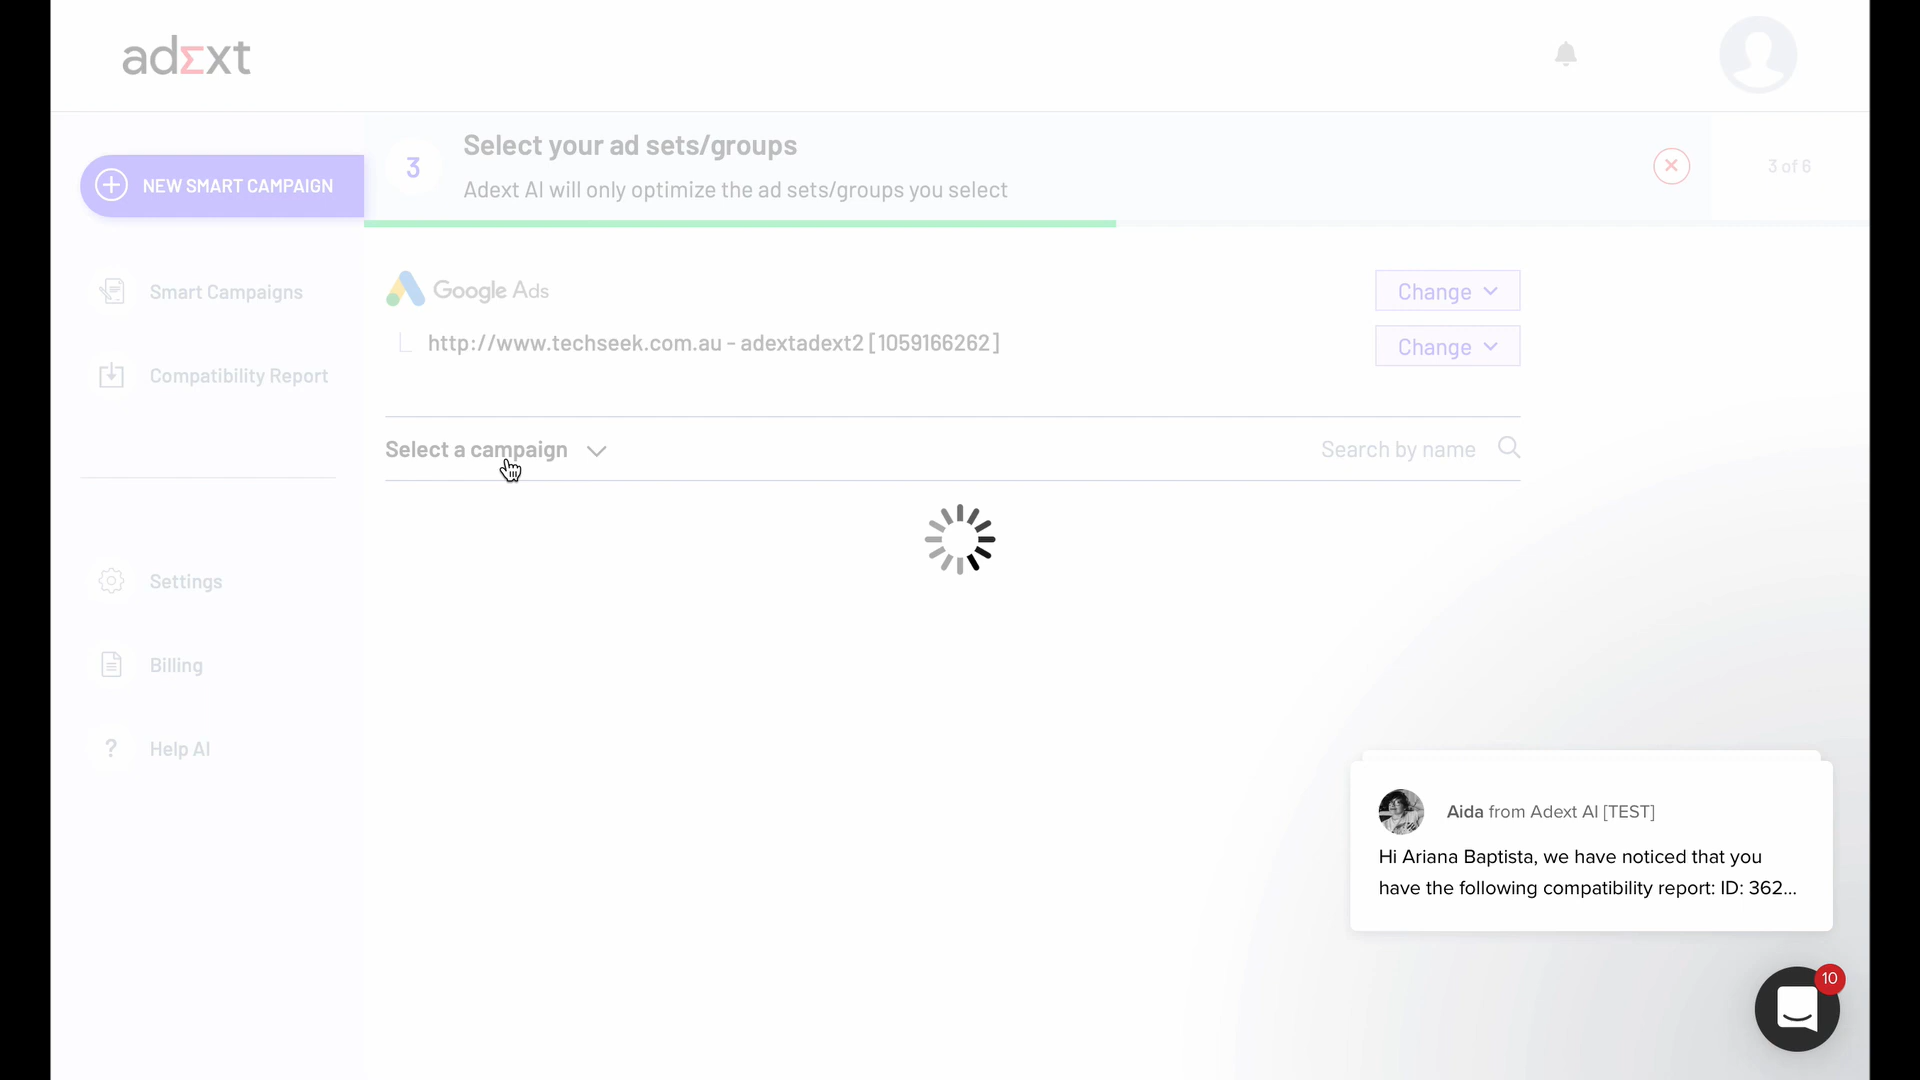 adΣxt
NEW SMART CAMPAIGN
Smart Campaigns
Compatibility Report
Settings
Billing
? Help AI
3
Select your ad sets/groups
Adext AI will only optimize the ad sets/groups you select
3 of 6
Google Ads
Change
http://www.techseek.com.au - adextadext2 [1059166262]
Change
Select a campaign
Search by name
Aida from Adext AI [TEST]
Hi Ariana Baptista, we have noticed that you
have the following compatibility report: ID: 362...
10